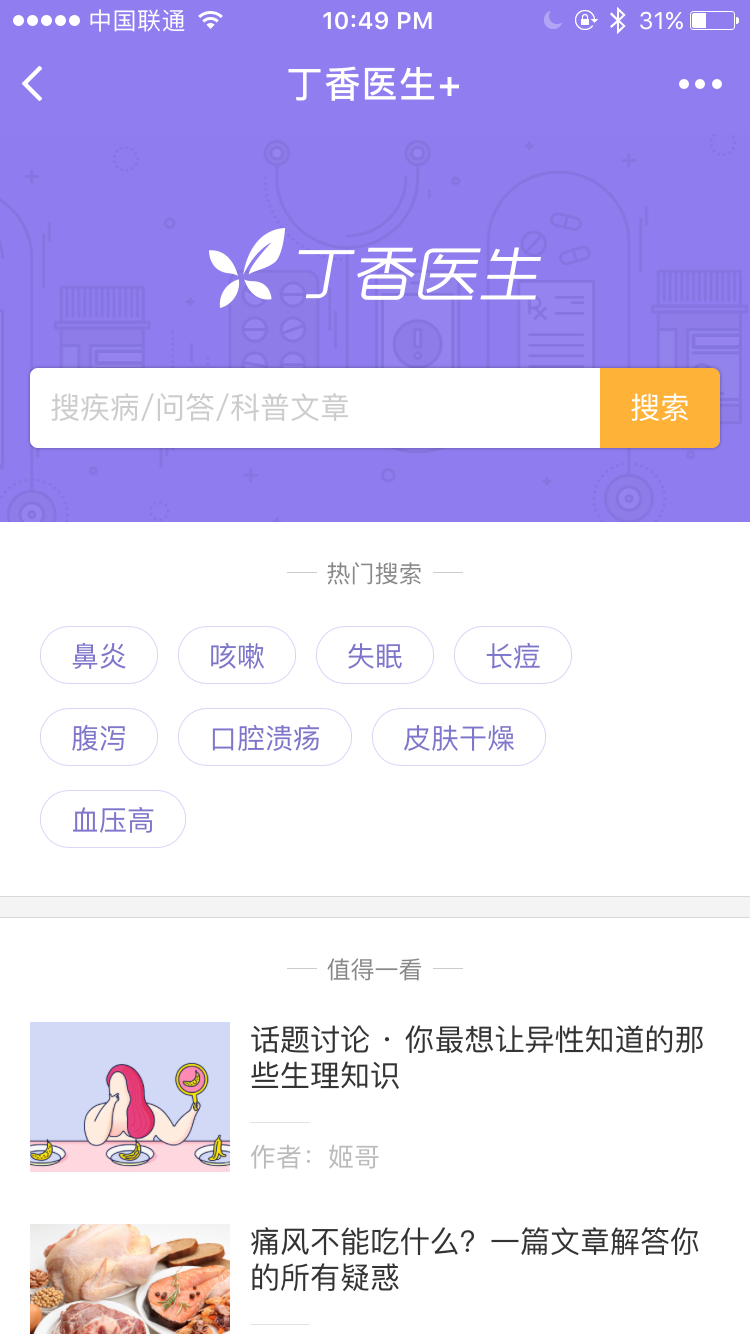 中国联通 10:49 PM 31%
丁香医生+
丁香医生
搜疾病/问答/科普文章 搜索
热门搜索
鼻炎 咳嗽 失眠 长痘
腹泻 口腔溃疡 皮肤干燥
血压高
值得一看
话题讨论 · 你最想让异性知道的那
些生理知识
作者：姬哥
痛风不能吃什么？一篇文章解答你
的所有疑惑